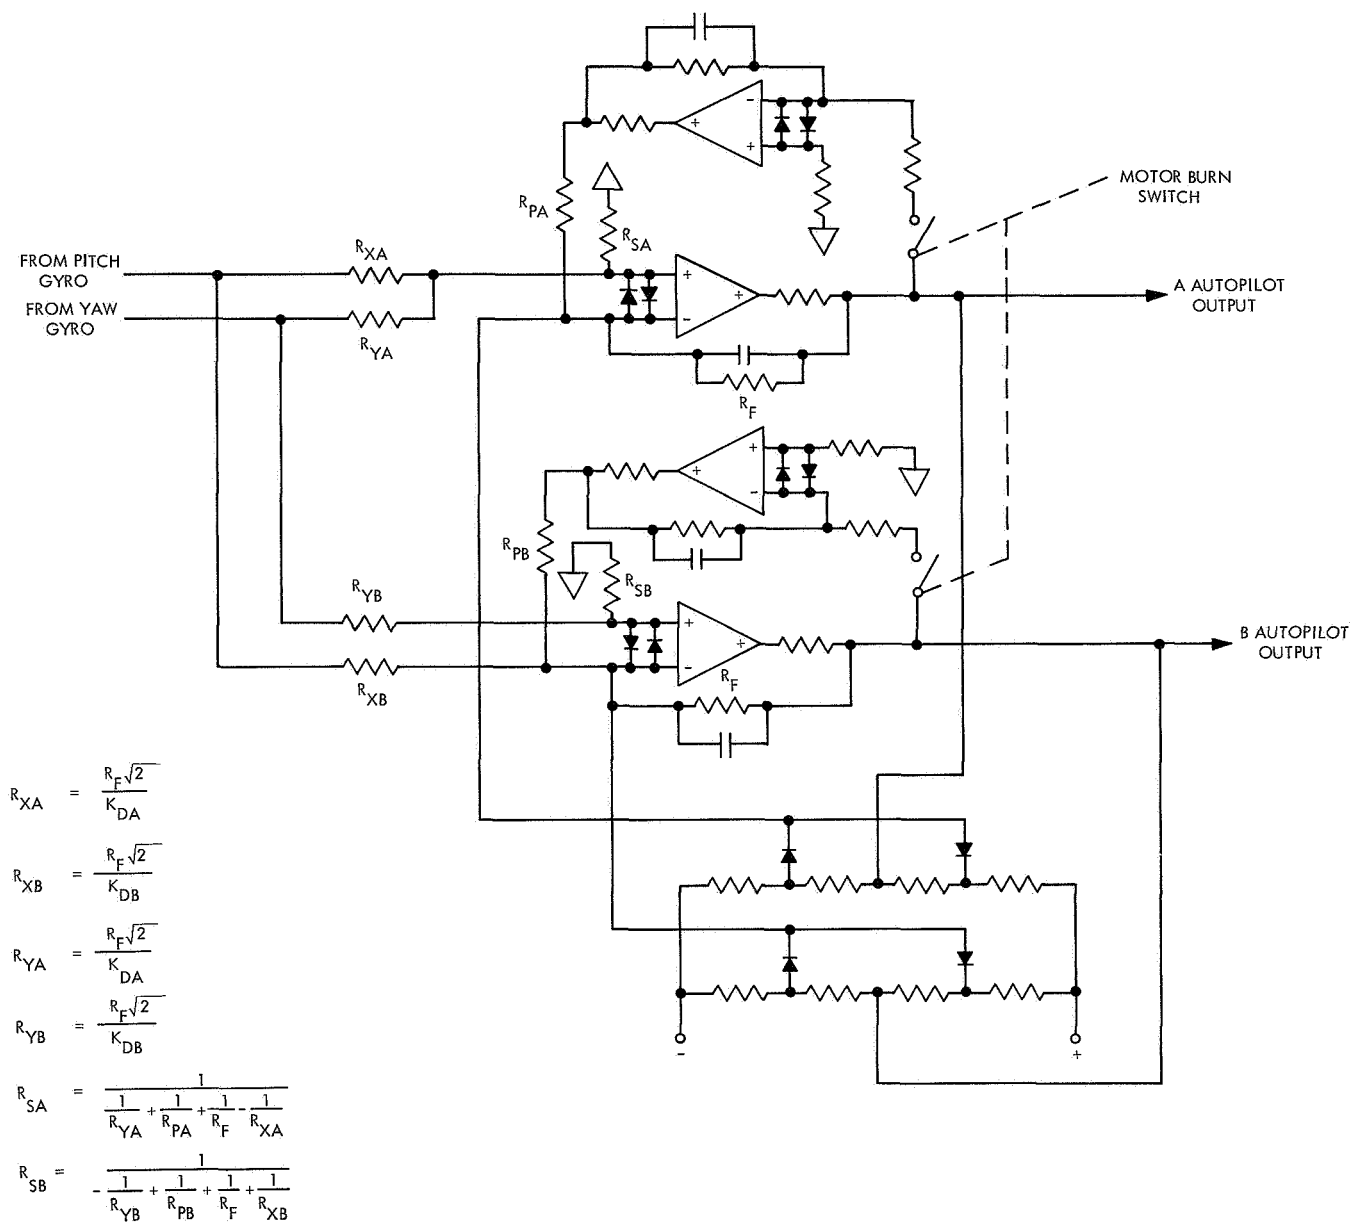 - +
+ +
R_PA
R_SA
MOTOR BURN
SWITCH
FROM PITCH
GYRO
R_XA
+ + -
A AUTOPILOT
OUTPUT
FROM YAW
GYRO
R_YA
R_F
+ + -
R_PB
R_SB
R_YB
+ + -
B AUTOPILOT
OUTPUT
R_XB
R_F
- +
R_XA = R_F√2 / K_DA
R_XB = R_F√2 / K_DB
R_YA = R_F√2 / K_DA
R_YB = R_F√2 / K_DB
R_SA = 1 / (1/R_YA + 1/R_PA + 1/R_F - 1/R_XA)
R_SB = 1 / (- 1/R_YB + 1/R_PB + 1/R_F + 1/R_XB)